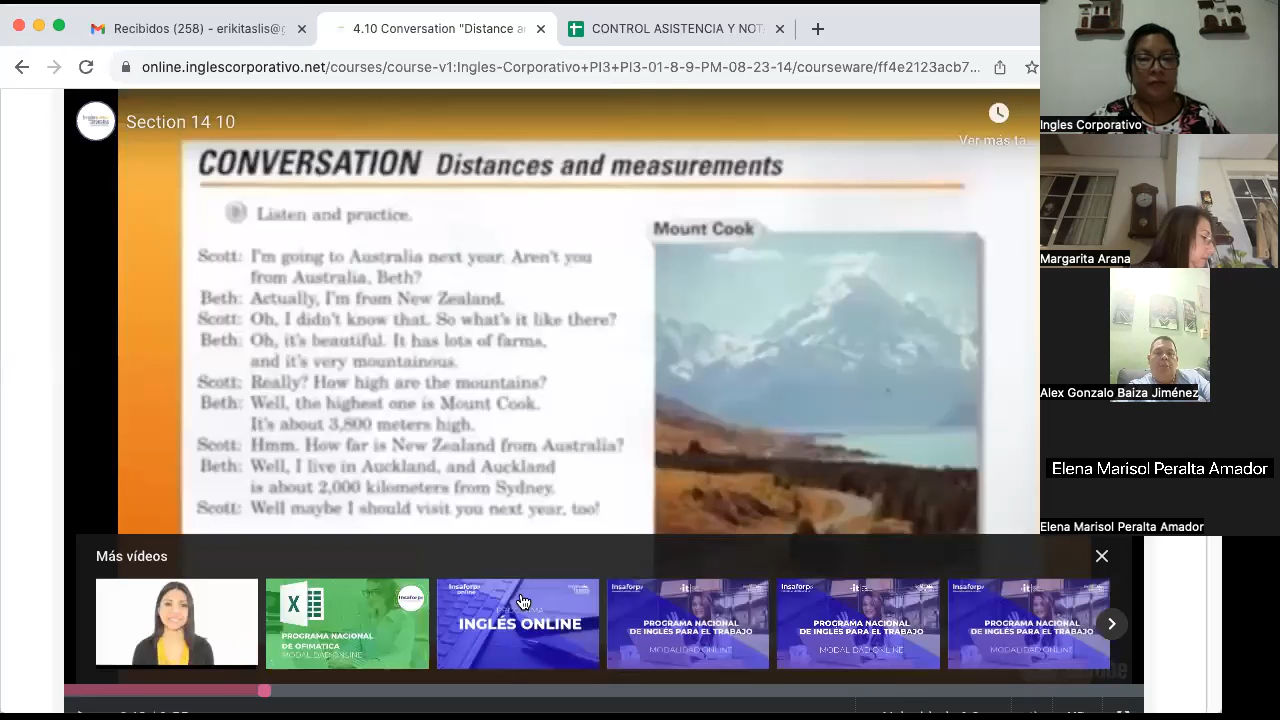 Recibidos (258) - erikitaslis@g
4.10 Conversation "Distance an
CONTROL ASISTENCIA Y NOT
online.inglescorporativo.net/courses/course-v1:Ingles-Corporativo+PI3+PI3-01-8-9-PM-08-23-14/courseware/ff4e2123acb7...
Section 14 10
Ver más ta
CONVERSATION Distances and measurements
Listen and practice.
Mount Cook
Scott: I'm going to Australia next year. Aren't you
from Australia, Beth?
Beth: Actually, I'm from New Zealand.
Scott: Oh, I didn't know that. So what's it like there?
Beth: Oh, it's beautiful. It has lots of farms,
and it's very mountainous.
Scott: Really? How high are the mountains?
Beth: Well, the highest one is Mount Cook.
It's about 3,800 meters high.
Scott: Hmm. How far is New Zealand from Australia?
Beth: Well, I live in Auckland, and Auckland
is about 2,000 kilometers from Sydney.
Scott: Well maybe I should visit you next year, too!
Más vídeos
Insaforp
PROGRAMA NACIONAL
DE OFIMÁTICA
MODALIDAD ONLINE
Insaforp
online
PROGRAMA
INGLÉS ONLINE
Insaforp
PROGRAMA NACIONAL
DE INGLÉS PARA EL TRABAJO
MODALIDAD ONLINE
Insaforp
PROGRAMA NACIONAL
DE INGLÉS PARA EL TRABAJO
MODALIDAD ONLINE
Insaforp
PROGRAMA NACIONAL
DE INGLÉS PARA EL TRABAJO
MODALIDAD ONLINE
Ingles Corporativo
Margarita Arana
Alex Gonzalo Baiza Jiménez
Elena Marisol Peralta Amador
Elena Marisol Peralta Amador